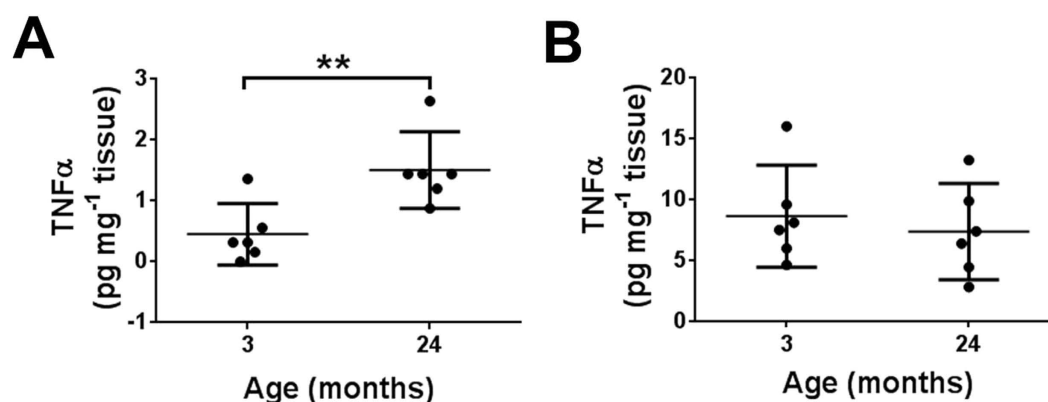 A
**
3
2
1
0
-1
TNFα
(pg mg⁻¹ tissue)
3
24
Age (months)
B
20
15
10
5
0
TNFα
(pg mg⁻¹ tissue)
3
24
Age (months)